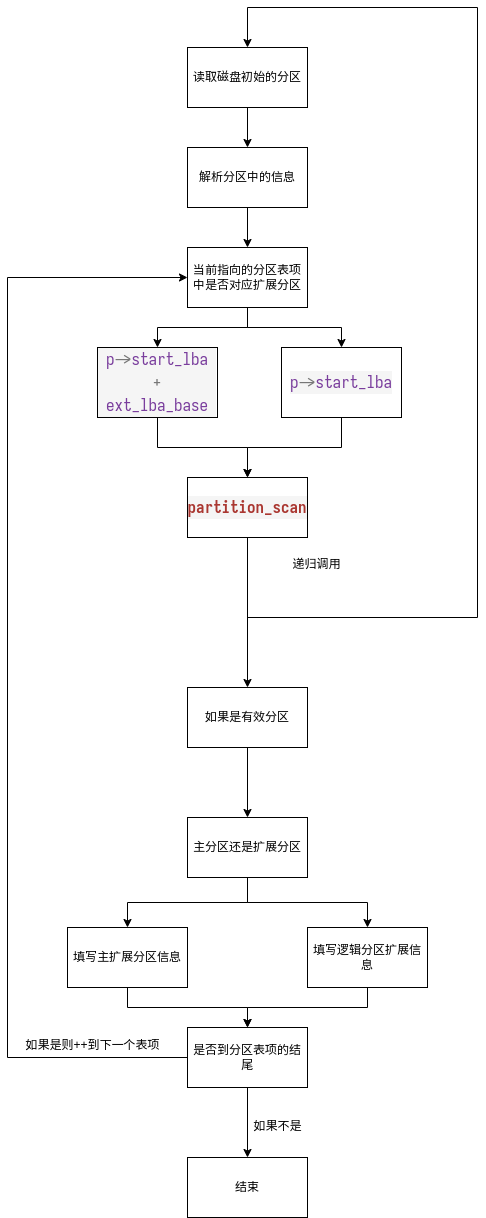 读取磁盘初始的分区
解析分区中的信息
当前指向的分区表项
中是否对应扩展分区
p->start_lba
+
ext_lba_base
p->start_lba
partition_scan
递归调用
如果是有效分区
主分区还是扩展分区
填写主扩展分区信息
填写逻辑分区扩展信
息
如果是则++到下一个表项
是否到分区表项的结
尾
如果不是
结束